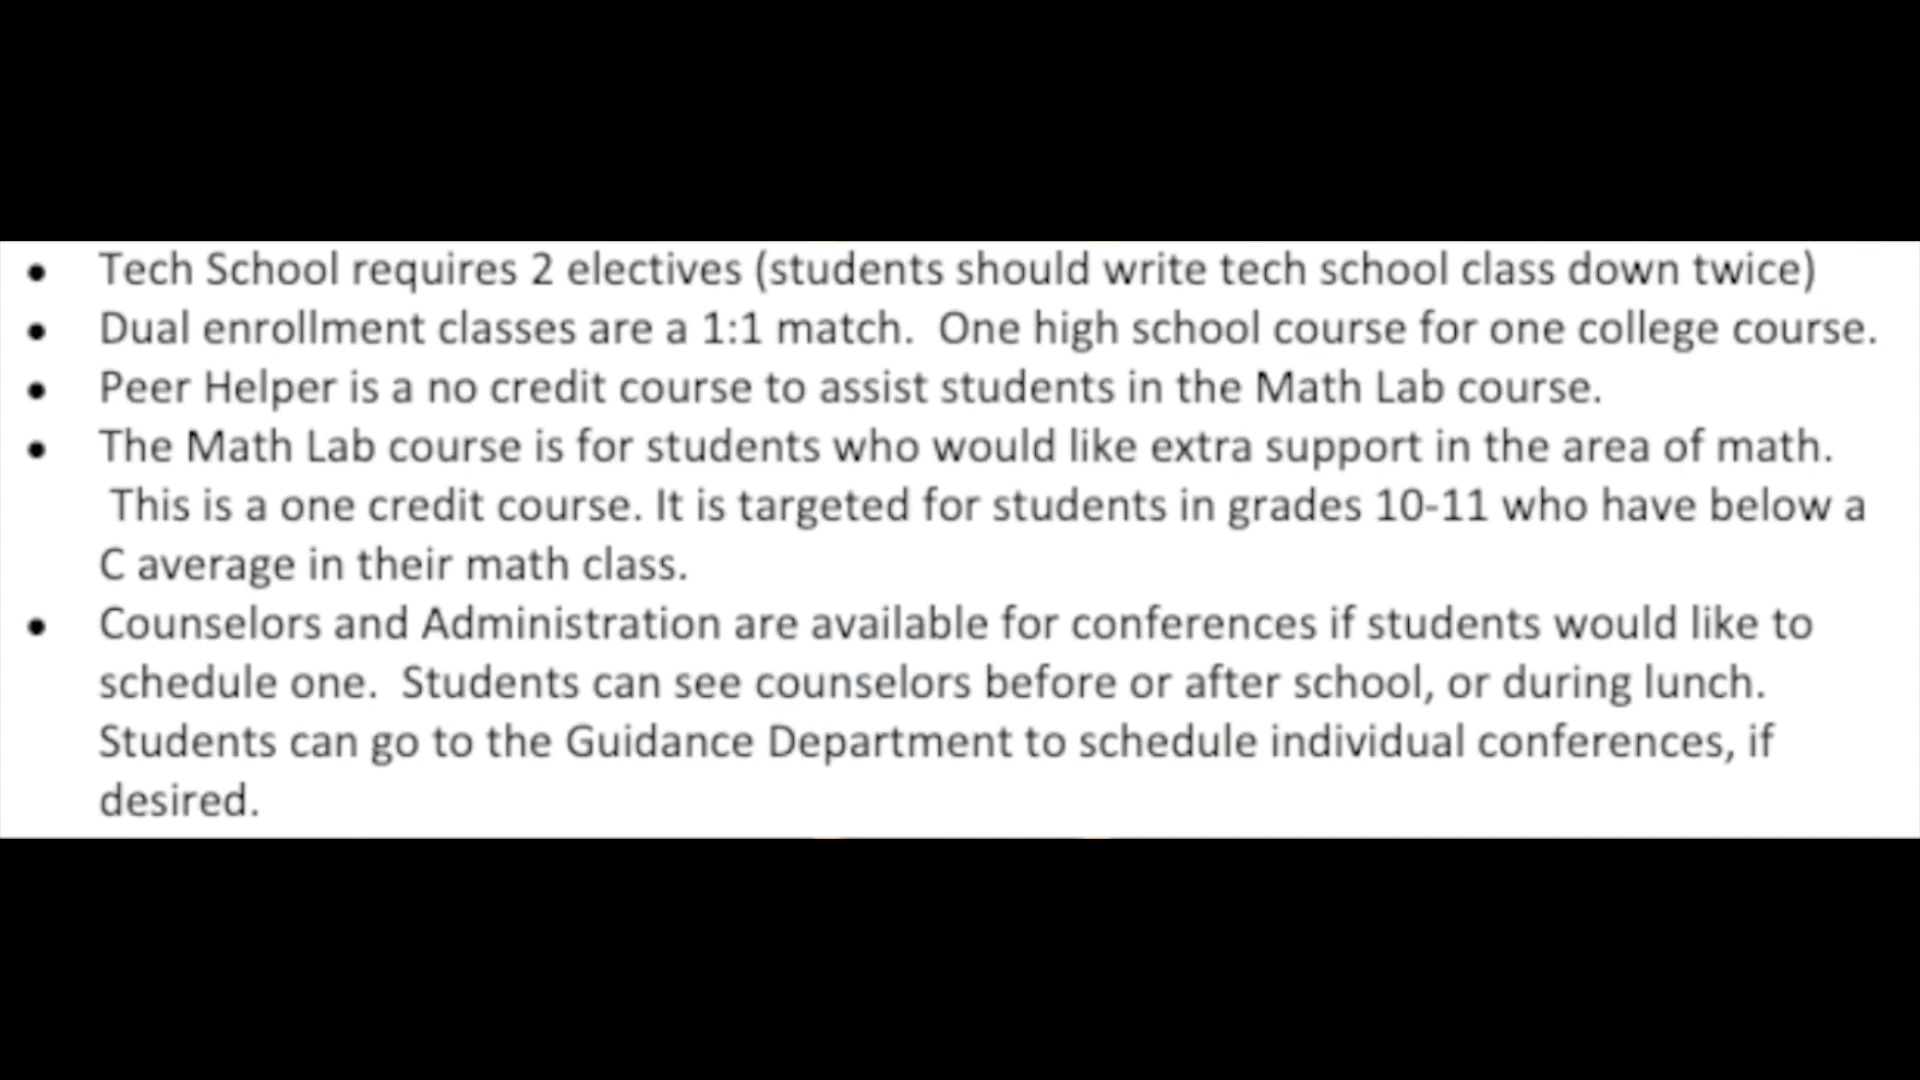 • Tech School requires 2 electives (students should write tech school class down twice)
• Dual enrollment classes are a 1:1 match.  One high school course for one college course.
• Peer Helper is a no credit course to assist students in the Math Lab course.
• The Math Lab course is for students who would like extra support in the area of math.
This is a one credit course. It is targeted for students in grades 10-11 who have below a
C average in their math class.
• Counselors and Administration are available for conferences if students would like to
schedule one.  Students can see counselors before or after school, or during lunch.
Students can go to the Guidance Department to schedule individual conferences, if
desired.